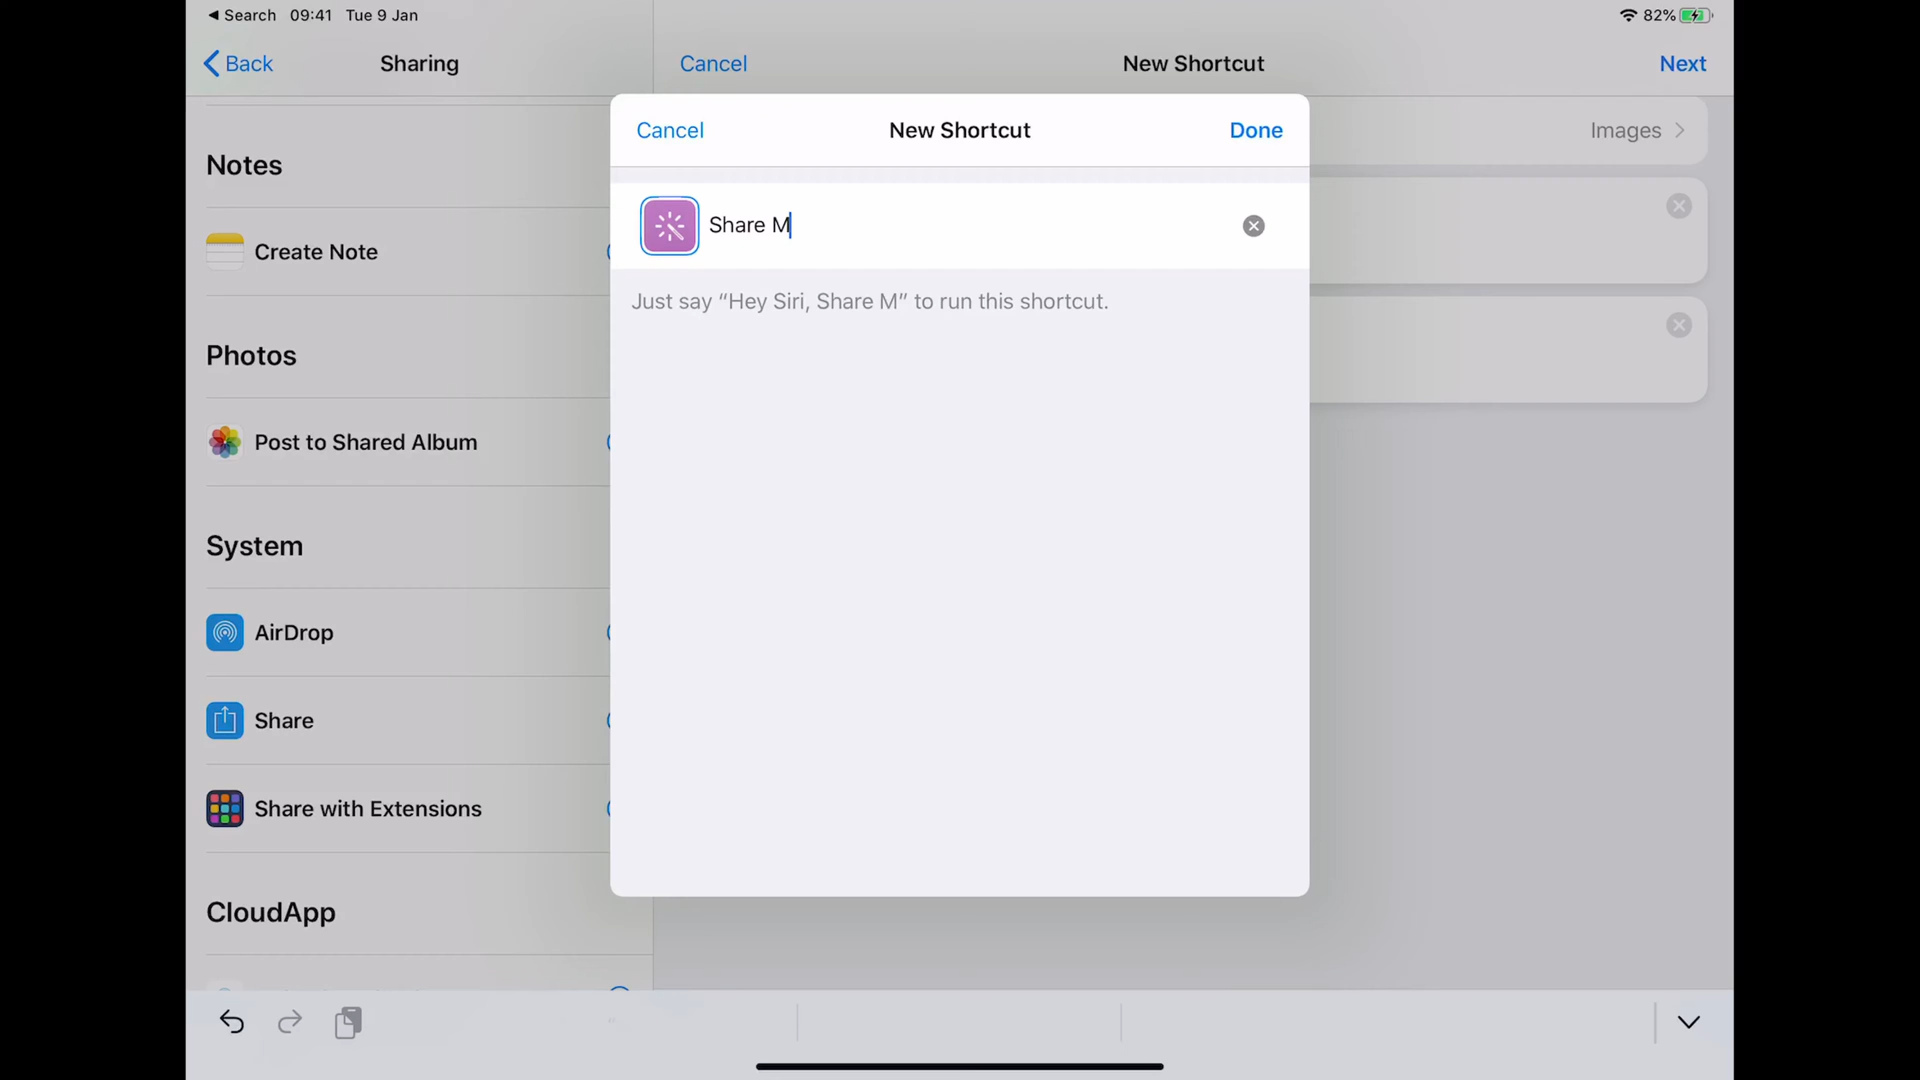 Search 09:41 Tue 9 Jan
82%
Back
Sharing
Cancel
New Shortcut
Next
Notes
Create Note
Photos
Post to Shared Album
System
AirDrop
Share
Share with Extensions
CloudApp
Images
Cancel
New Shortcut
Done
Share M
Just say “Hey Siri, Share M” to run this shortcut.